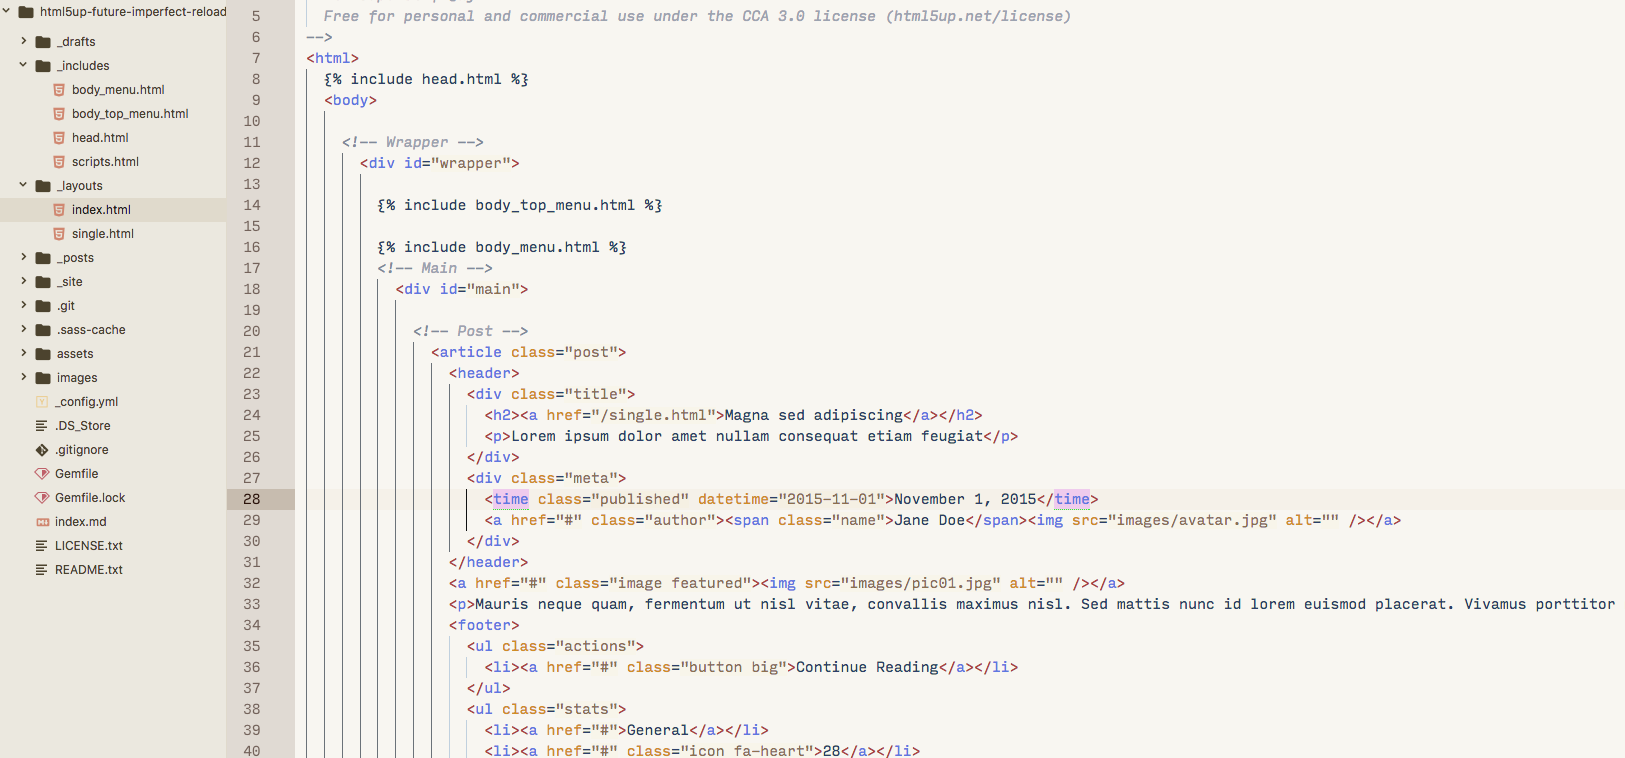 html5up-future-imperfect-reload
_drafts
_includes
body_menu.html
body_top_menu.html
head.html
scripts.html
_layouts
index.html
single.html
_posts
_site
.git
.sass-cache
assets
images
_config.yml
.DS_Store
.gitignore
Gemfile
Gemfile.lock
index.md
LICENSE.txt
README.txt
5 Free for personal and commercial use under the CCA 3.0 license (html5up.net/license)
6 -->
7 <html>
8 {% include head.html %}
9 <body>
10
11 <!-- Wrapper -->
12 <div id="wrapper">
13
14 {% include body_top_menu.html %}
15
16 {% include body_menu.html %}
17 <!-- Main -->
18 <div id="main">
19
20 <!-- Post -->
21 <article class="post">
22 <header>
23 <div class="title">
24 <h2><a href="/single.html">Magna sed adipiscing</a></h2>
25 <p>Lorem ipsum dolor amet nullam consequat etiam feugiat</p>
26 </div>
27 <div class="meta">
28 <time class="published" datetime="2015-11-01">November 1, 2015</time>
29 <a href="#" class="author"><span class="name">Jane Doe</span><img src="images/avatar.jpg" alt="" /></a>
30 </div>
31 </header>
32 <a href="#" class="image featured"><img src="images/pic01.jpg" alt="" /></a>
33 <p>Mauris neque quam, fermentum ut nisl vitae, convallis maximus nisl. Sed mattis nunc id lorem euismod placerat. Vivamus porttitor
34 <footer>
35 <ul class="actions">
36 <li><a href="#" class="button big">Continue Reading</a></li>
37 </ul>
38 <ul class="stats">
39 <li><a href="#">General</a></li>
40 <li><a href="#" class="icon fa-heart">28</a></li>